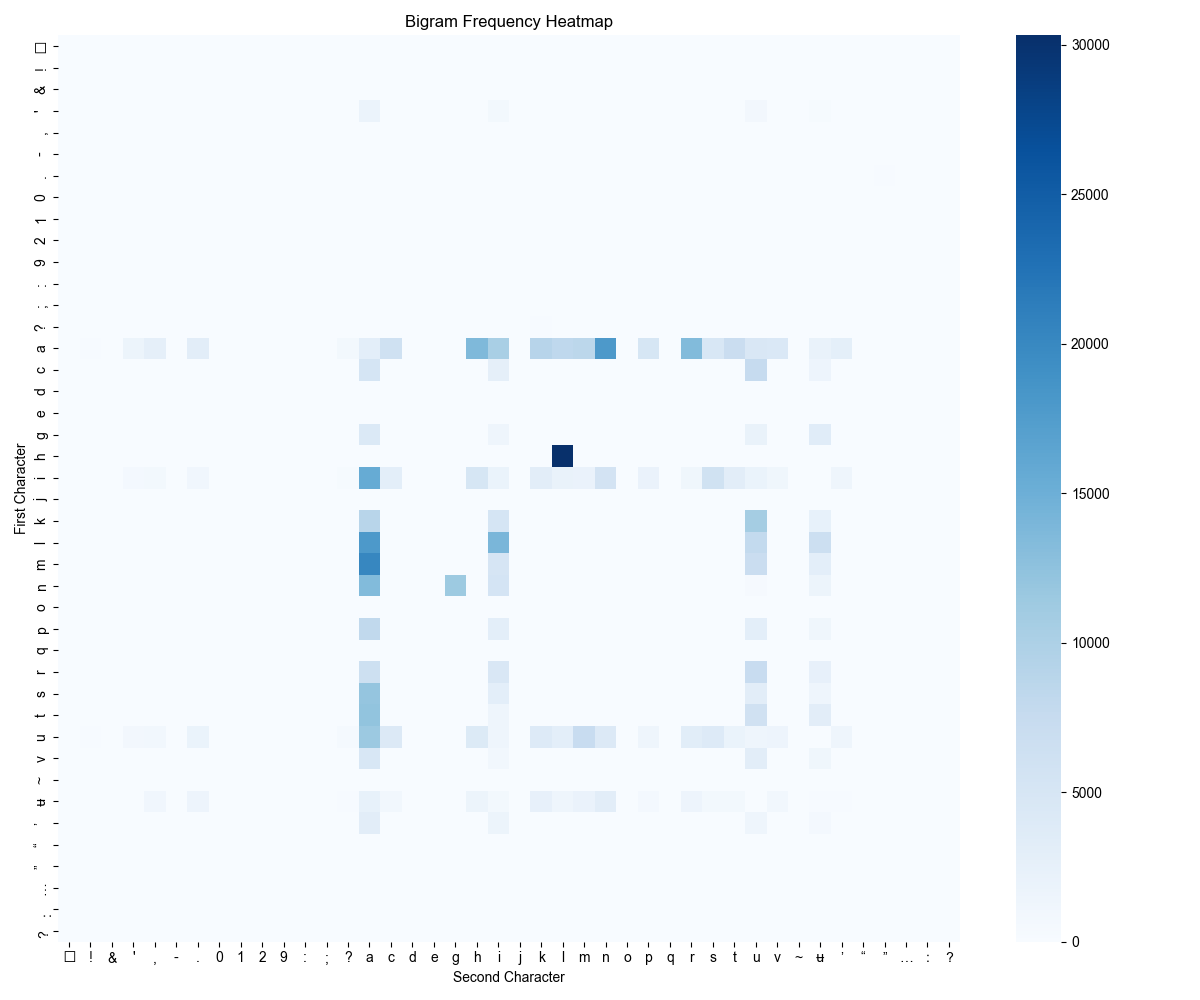 Bigram Frequency Heatmap
First Character
□
!
&
'
,
-
.
0
1
2
9
:
;
?
a
c
d
e
g
h
i
j
k
l
m
n
o
p
q
r
s
t
u
v
~
ʉ
’
“
”
…
:
?
□ ! & ' , - . 0 1 2 9 : ; ? a c d e g h i j k l m n o p q r s t u v ~ ʉ ’ “ ” … : ?
Second Character
30000
25000
20000
15000
10000
5000
0